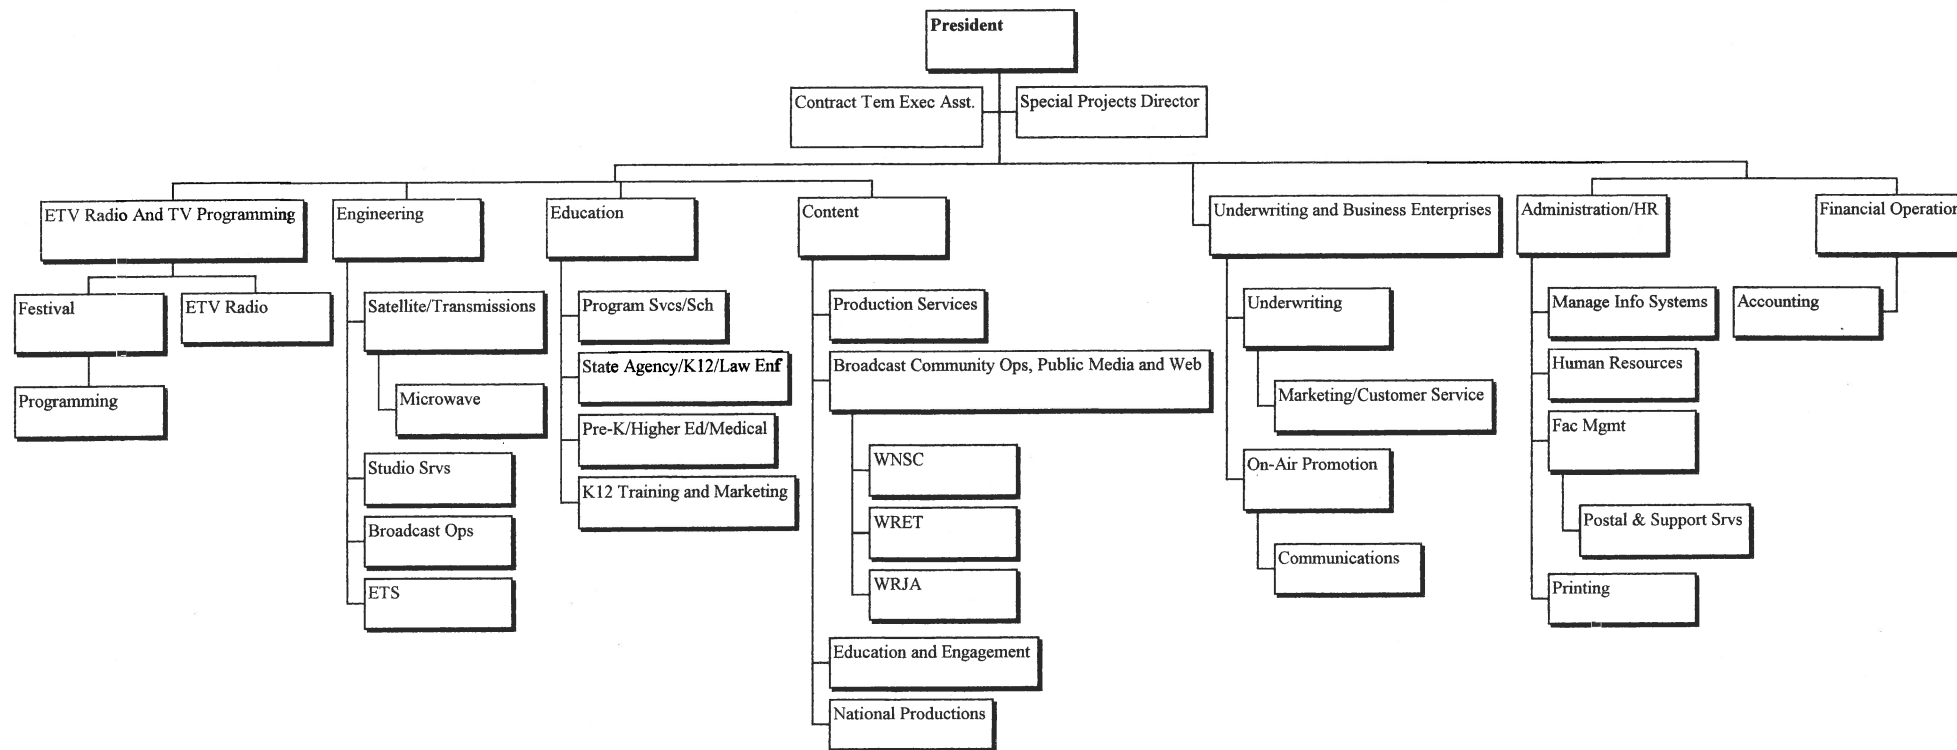 President
Contract Tem Exec Asst.
Special Projects Director
ETV Radio And TV Programming
Engineering
Education
Content
Underwriting and Business Enterprises
Administration/HR
Financial Operation
Festival
ETV Radio
Programming
Satellite/Transmissions
Microwave
Studio Srvs
Broadcast Ops
ETS
Program Svcs/Sch
State Agency/K12/Law Enf
Pre-K/Higher Ed/Medical
K12 Training and Marketing
Production Services
Broadcast Community Ops, Public Media and Web
WNSC
WRET
WRJA
Education and Engagement
National Productions
Underwriting
Marketing/Customer Service
On-Air Promotion
Communications
Manage Info Systems
Human Resources
Fac Mgmt
Postal & Support Srvs
Printing
Accounting